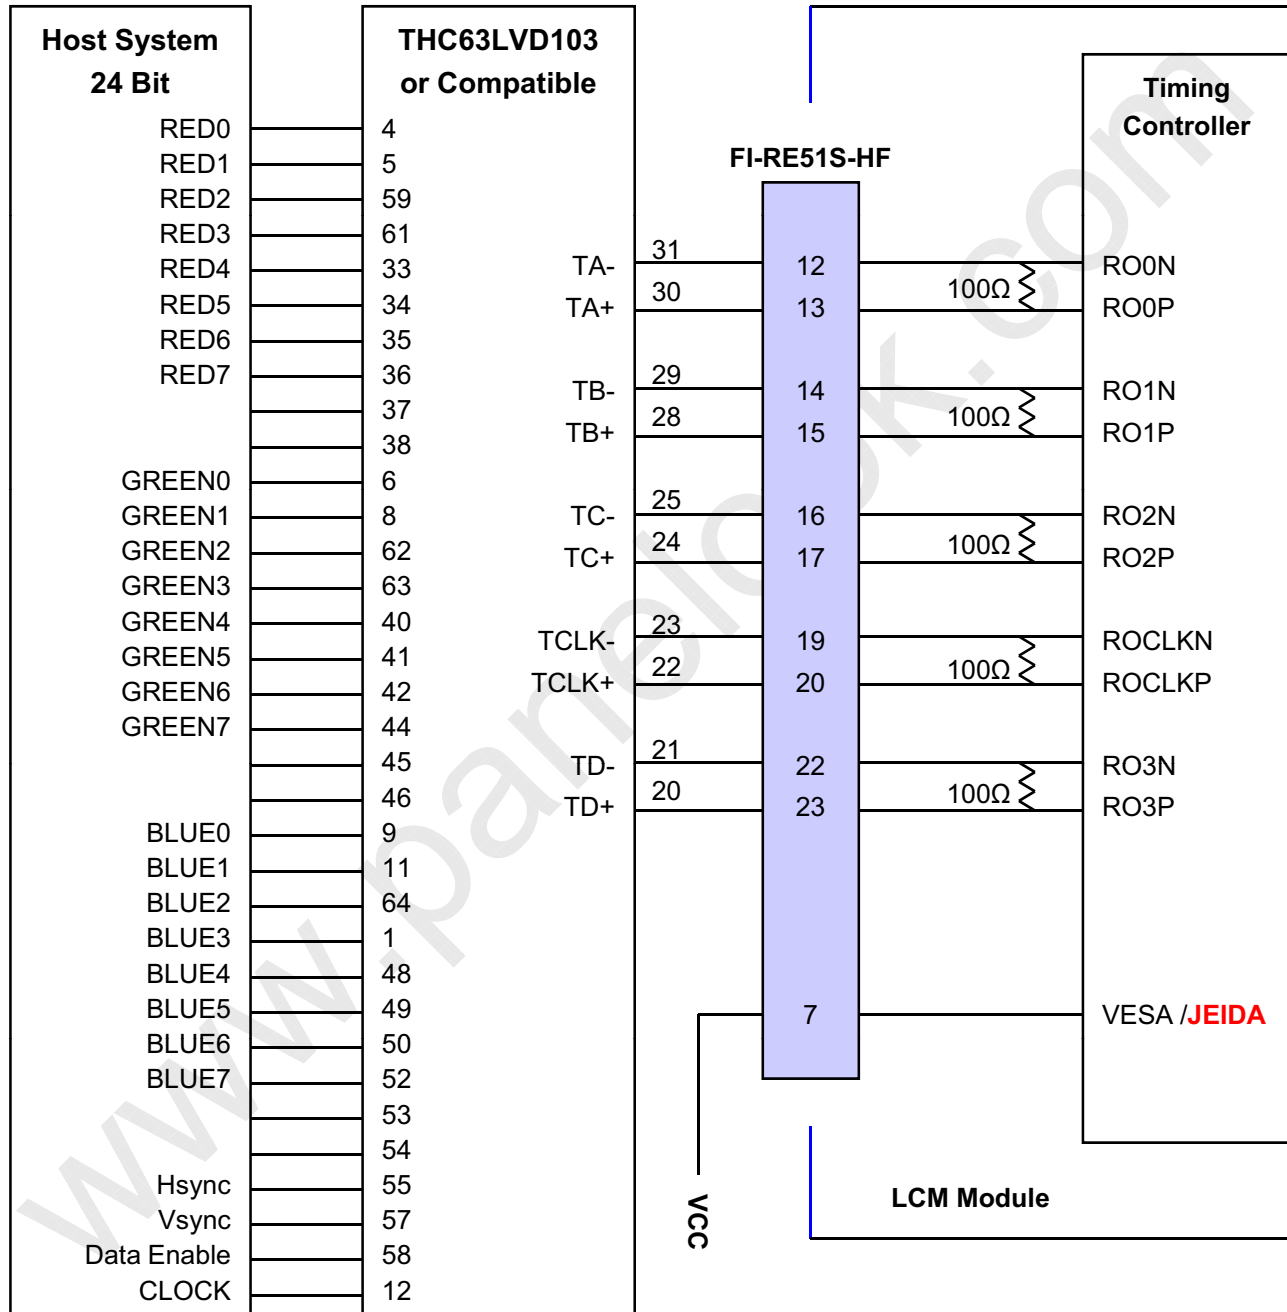 Host System
24 Bit
RED0
RED1
RED2
RED3
RED4
RED5
RED6
RED7
GREEN0
GREEN1
GREEN2
GREEN3
GREEN4
GREEN5
GREEN6
GREEN7
BLUE0
BLUE1
BLUE2
BLUE3
BLUE4
BLUE5
BLUE6
BLUE7
Hsync
Vsync
Data Enable
CLOCK
THC63LVD103
or Compatible
4
5
59
61
33
34
35
36
37
38
6
8
62
63
40
41
42
44
45
46
9
11
64
1
48
49
50
52
53
54
55
57
58
12
TA-
TA+
TB-
TB+
TC-
TC+
TCLK-
TCLK+
TD-
TD+
31
30
29
28
25
24
23
22
21
20
FI-RE51S-HF
12
13
14
15
16
17
19
20
22
23
7
VCC
100Ω
100Ω
100Ω
100Ω
100Ω
Timing
Controller
RO0N
RO0P
RO1N
RO1P
RO2N
RO2P
ROCLKN
ROCLKP
RO3N
RO3P
VESA /JEIDA
LCM Module
www.panelook.com